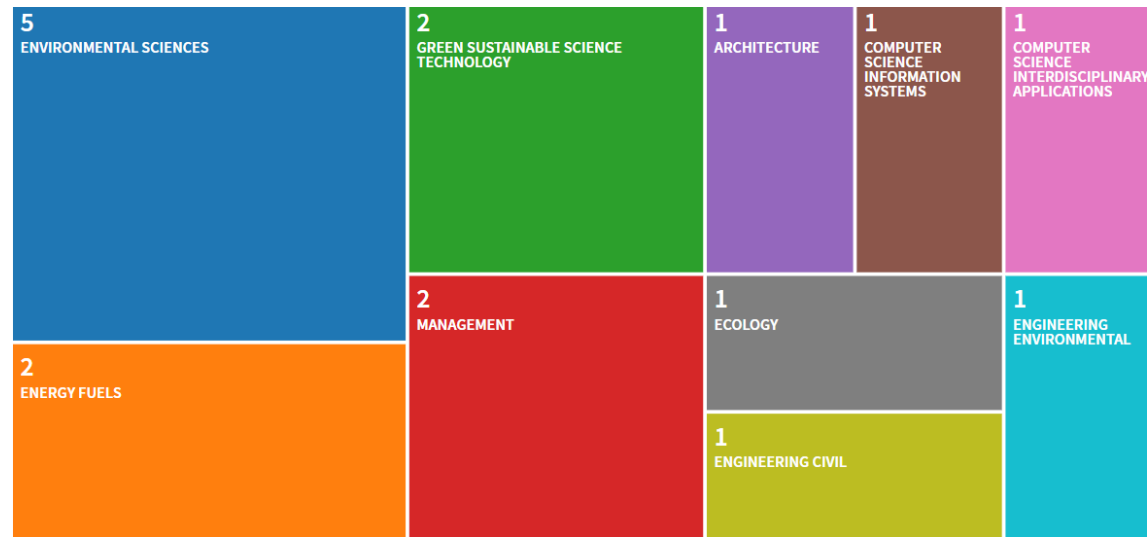 5
ENVIRONMENTAL SCIENCES
2
ENERGY FUELS
2
GREEN SUSTAINABLE SCIENCE
TECHNOLOGY
2
MANAGEMENT
1
ARCHITECTURE
1
COMPUTER
SCIENCE
INFORMATION
SYSTEMS
1
COMPUTER
SCIENCE
INTERDISCIPLINARY
APPLICATIONS
1
ECOLOGY
1
ENGINEERING CIVIL
1
ENGINEERING
ENVIRONMENTAL